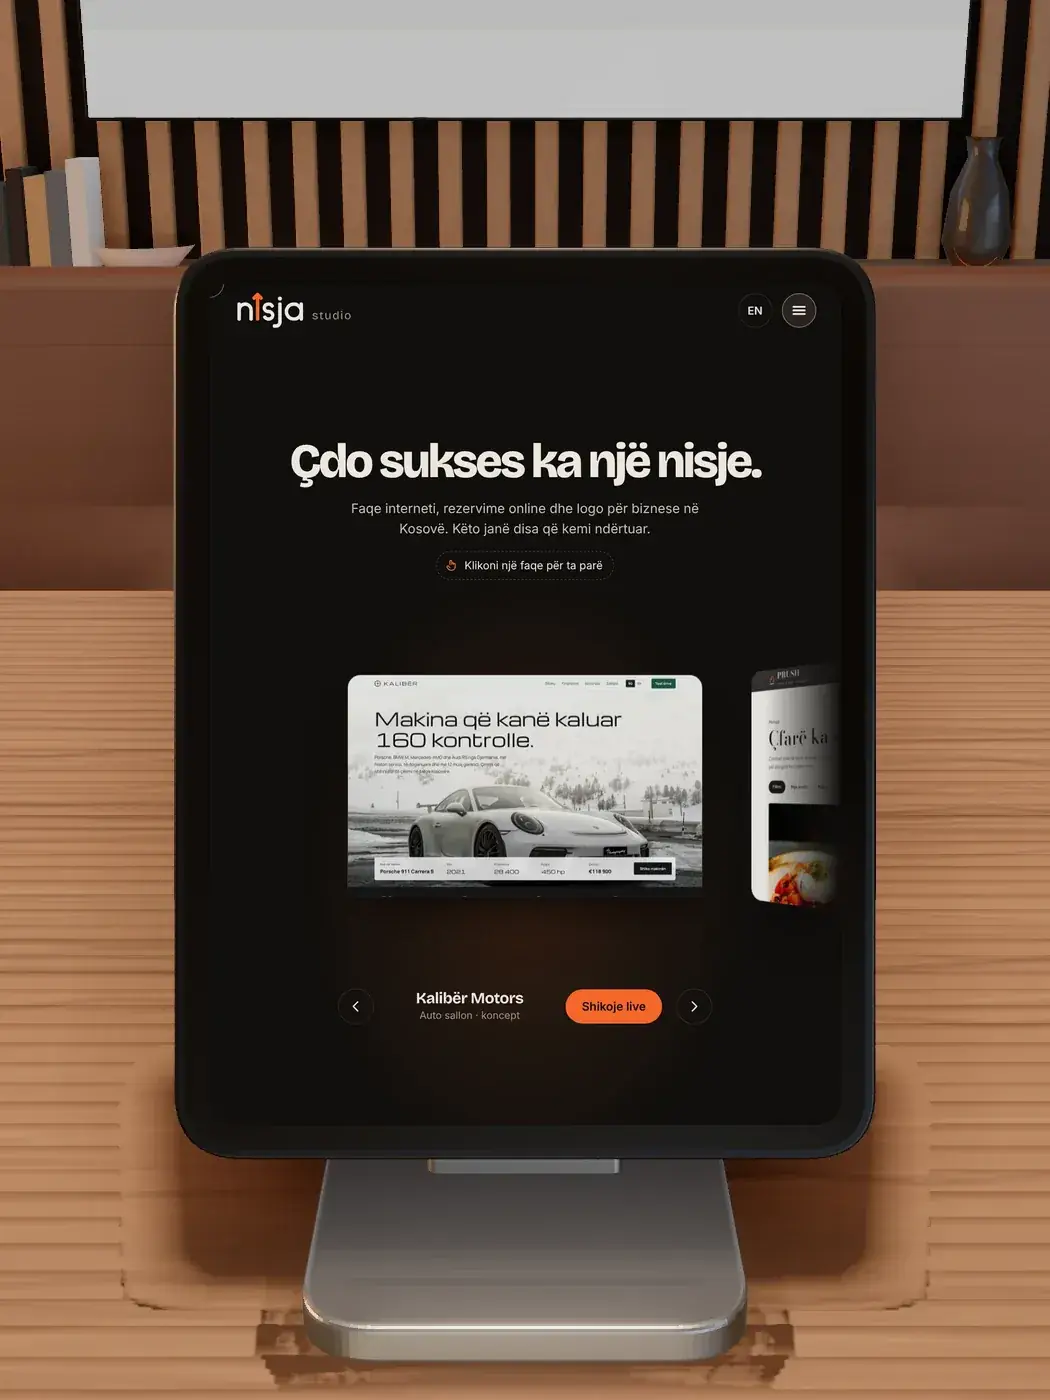 nisja studio
EN
Çdo sukses ka një nisje.
Faqe interneti, rezervime online dhe logo për biznese në
Kosovë. Këto janë disa që kemi ndërtuar.
Klikoni një faqe për ta parë
KALIBËR
Makina që kanë kaluar
160 kontrolle.
Porsche 911 Carrera S
2021
28 400
450 hp
€118 900
PRUSH
Çfarë ka
Kalibër Motors
Auto sallon · koncept
Shikoje live